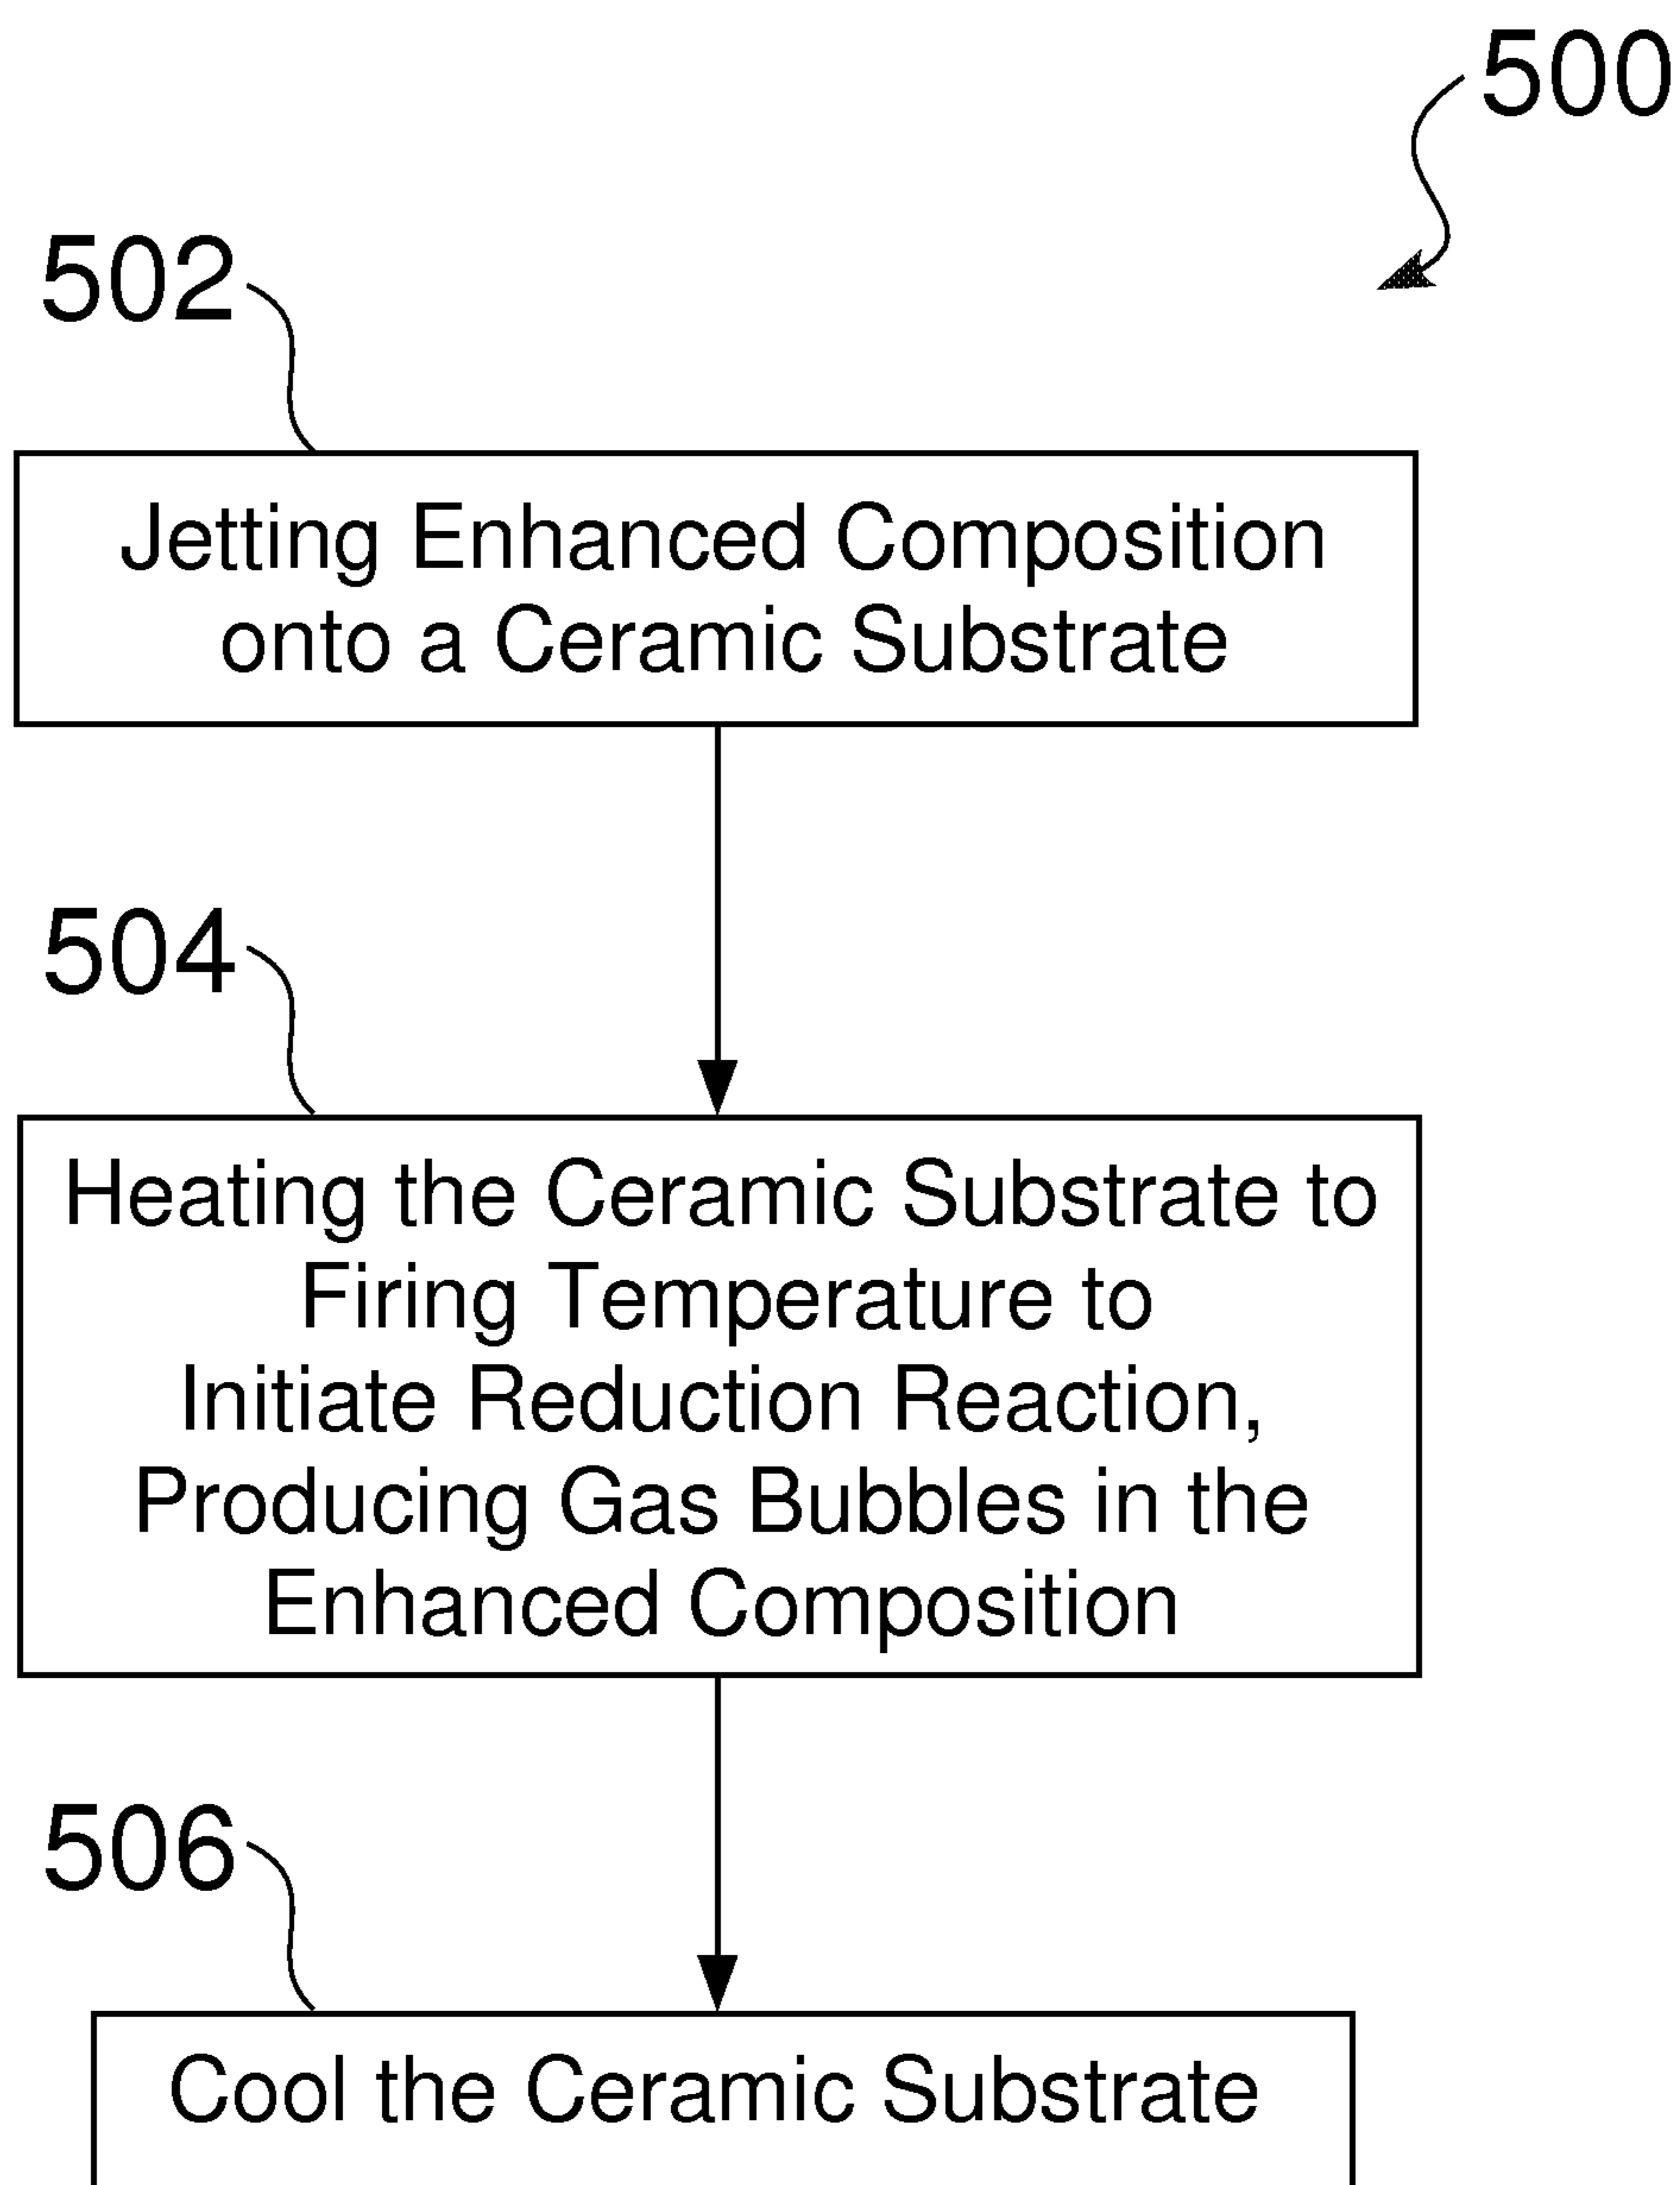 500
502
Jetting Enhanced Composition
onto a Ceramic Substrate
504
Heating the Ceramic Substrate to
Firing Temperature to
Initiate Reduction Reaction,
Producing Gas Bubbles in the
Enhanced Composition
506
Cool the Ceramic Substrate